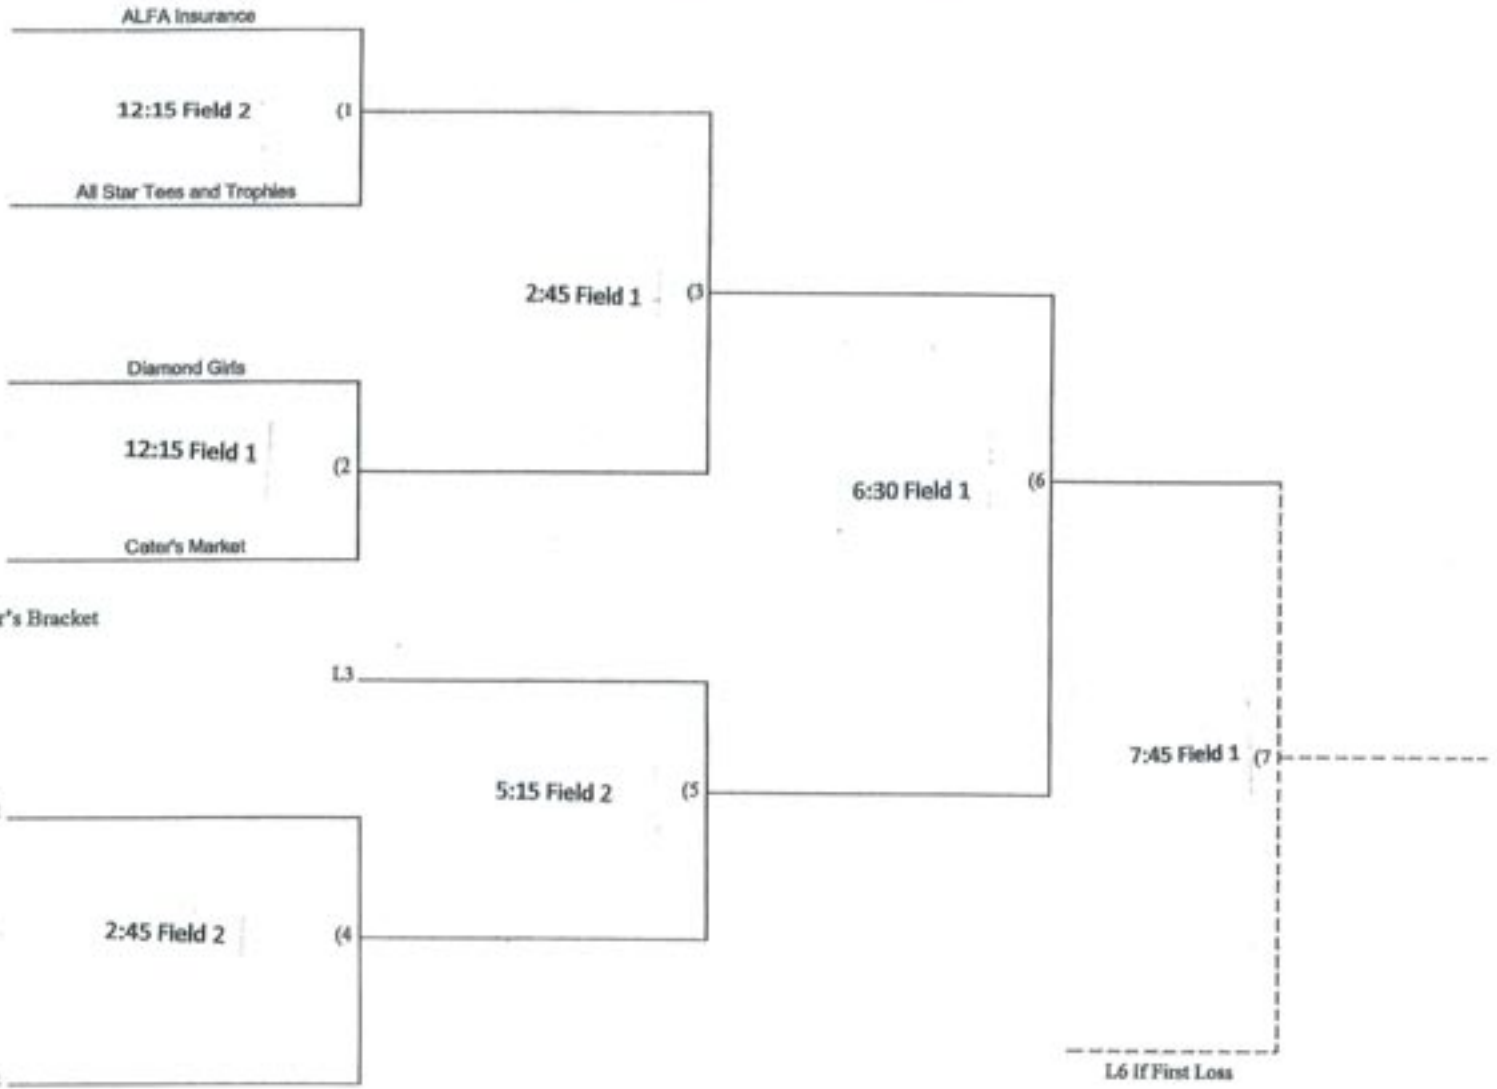 ALFA Insurance
12:15 Field 2
(1
All Star Tees and Trophies
2:45 Field 1
(3
Diamond Girls
12:15 Field 1
(2
6:30 Field 1
(6
Cater's Market
r's Bracket
L3
7:45 Field 1
(7
5:15 Field 2
(5
2:45 Field 2
(4
L6 If First Loss